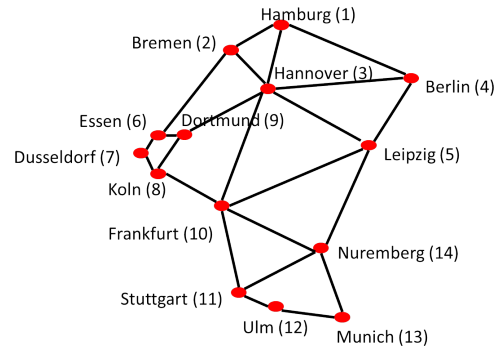 Hamburg (1)
Bremen (2)
Hannover (3)
Berlin (4)
Essen (6)
Dortmund (9)
Dusseldorf (7)
Leipzig (5)
Koln (8)
Frankfurt (10)
Nuremberg (14)
Stuttgart (11)
Ulm (12)
Munich (13)